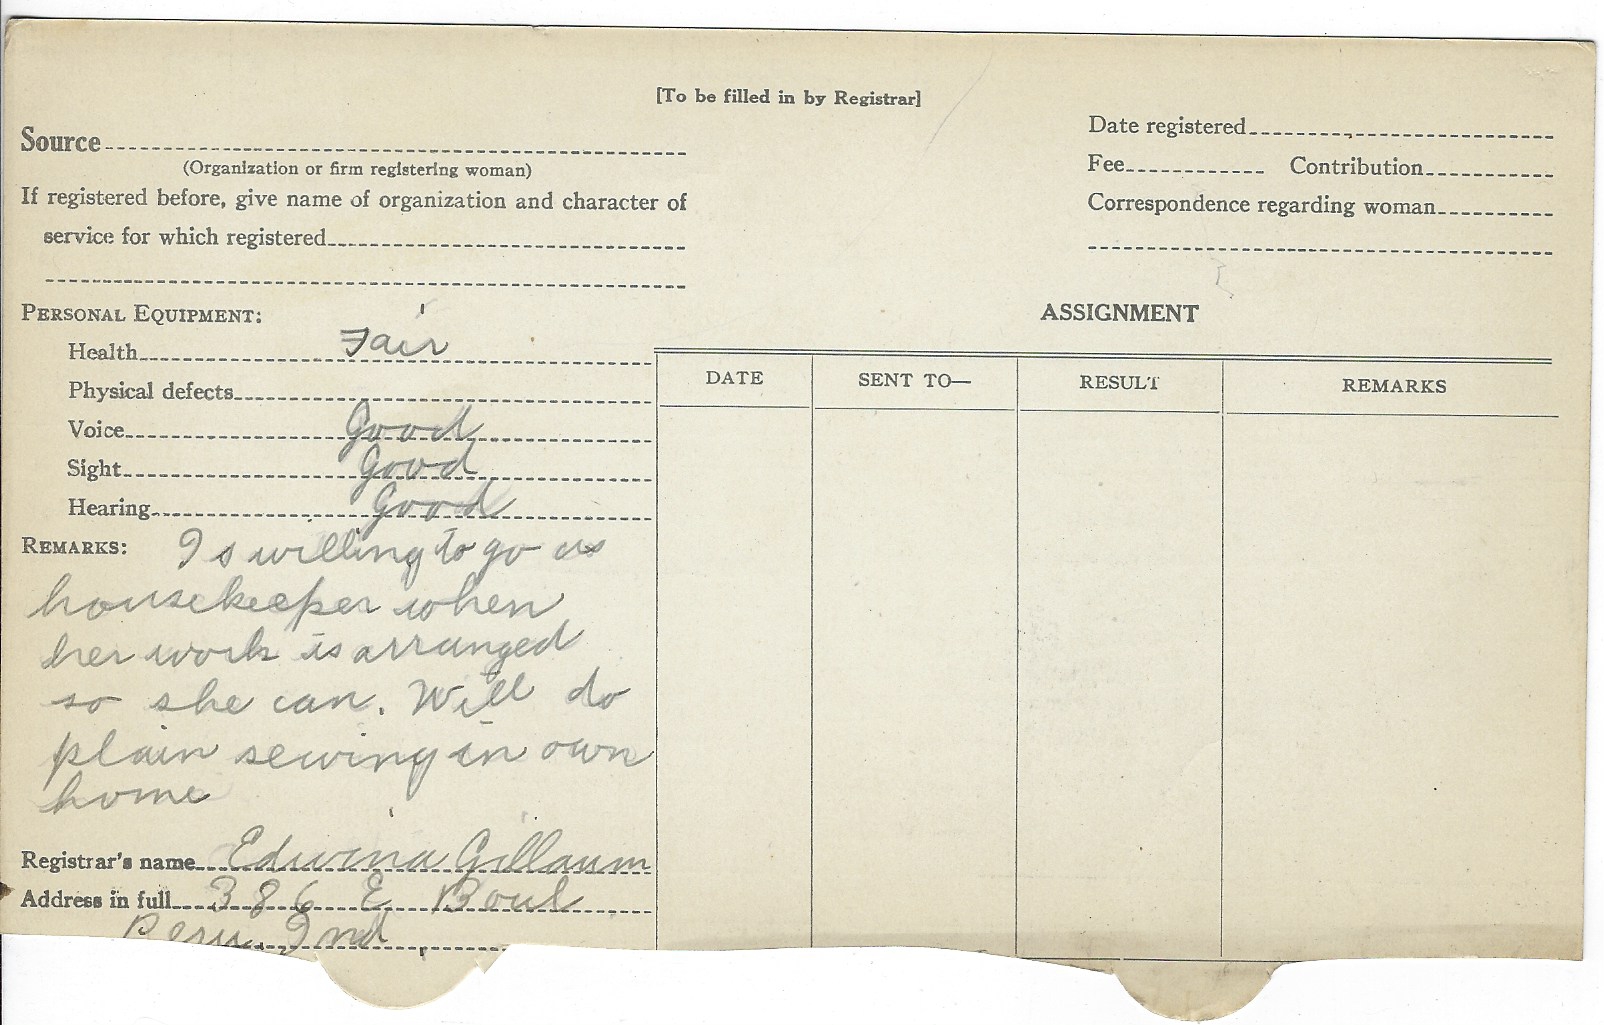 [To be filled in by Registrar]
Source
(Organization or firm registering woman)
If registered before, give name of organization and character of
service for which registered
Date registered
Fee Contribution
Correspondence regarding woman
PERSONAL EQUIPMENT:
Health Fair
Physical defects
Voice Good
Sight Good
Hearing Good
REMARKS: Is willing to go as
housekeeper when
her work is arranged
so she can. Will do
plain sewing in own
home
Registrar's name Edwina Gillaum
Address in full 386 E Boul
Peru, Ind
ASSIGNMENT
DATE SENT TO— RESULT REMARKS